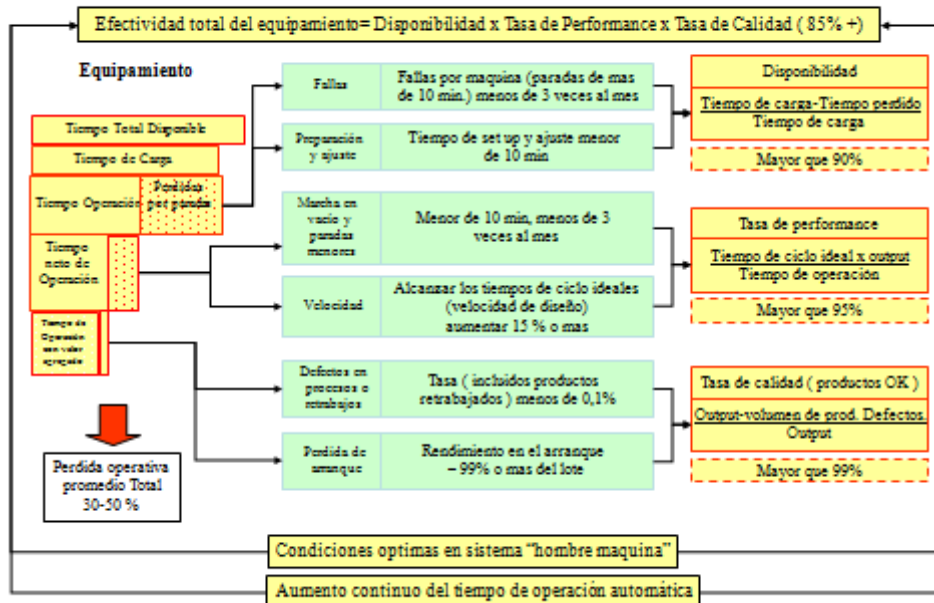 Efectividad total del equipamiento= Disponibilidad x Tasa de Performance x Tasa de Calidad ( 85% +)
Equipamiento
Tiempo Total Disponible
Tiempo de Carga
Tiempo Operación
Perdidas
por paradas
Tiempo
neto de
Operación
Tiempo de
Operación
con valor
agregado
Perdida operativa
promedio Total
30-50 %
Fallas
Fallas por maquina (paradas de mas
de 10 min.) menos de 3 veces al mes
Preparación
y ajuste
Tiempo de set up y ajuste menor
de 10 min
Marcha en
vacio y
paradas
menores
Menor de 10 min, menos de 3
veces al mes
Velocidad
Alcanzar los tiempos de ciclo ideales
(velocidad de diseño)
aumentar 15 % o mas
Defectos en
procesos o
retrabajos
Tasa ( incluidos productos
retrabajados ) menos de 0,1%
Perdida de
arranque
Rendimiento en el arranque
– 99% o mas del lote
Disponibilidad
Tiempo de carga-Tiempo perdido
Tiempo de carga
Mayor que 90%
Tasa de performance
Tiempo de ciclo ideal x output
Tiempo de operación
Mayor que 95%
Tasa de calidad ( productos OK )
Output-volumen de prod. Defectos.
Output
Mayor que 99%
Condiciones optimas en sistema “hombre maquina”
Aumento continuo del tiempo de operación automática